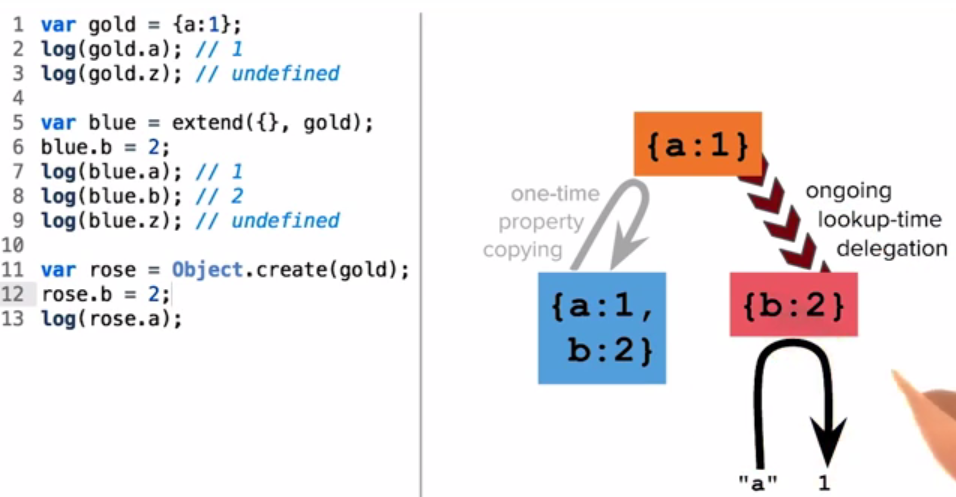 1 var gold = {a:1};
2 log(gold.a); // 1
3 log(gold.z); // undefined
4
5 var blue = extend({}, gold);
6 blue.b = 2;
7 log(blue.a); // 1
8 log(blue.b); // 2
9 log(blue.z); // undefined
10
11 var rose = Object.create(gold);
12 rose.b = 2;
13 log(rose.a);
{a:1}
one-time
property
copying
ongoing
lookup-time
delegation
{a:1,
b:2}
{b:2}
"a" 1